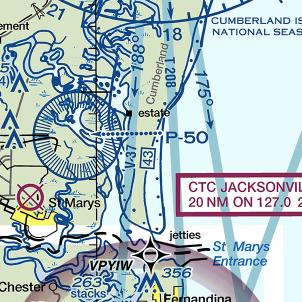 CUMBERLAND IS
NATIONAL SEAS
18
188°
Cumberland
T-208
175°
ement
estate
P-50
V-37
43
CTC JACKSONVIL
20 NM ON 127.0 2
St Marys
jetties
St Marys
Entrance
VPYIW
356
263
stacks
Chester
Fernandina